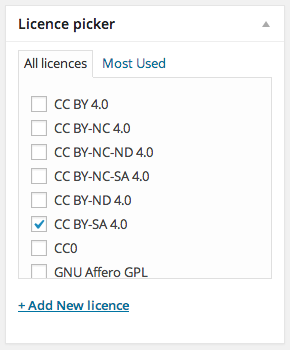 Licence picker
All licences
Most Used
CC BY 4.0
CC BY-NC 4.0
CC BY-NC-ND 4.0
CC BY-NC-SA 4.0
CC BY-ND 4.0
CC BY-SA 4.0
CC0
GNU Affero GPL
+ Add New licence